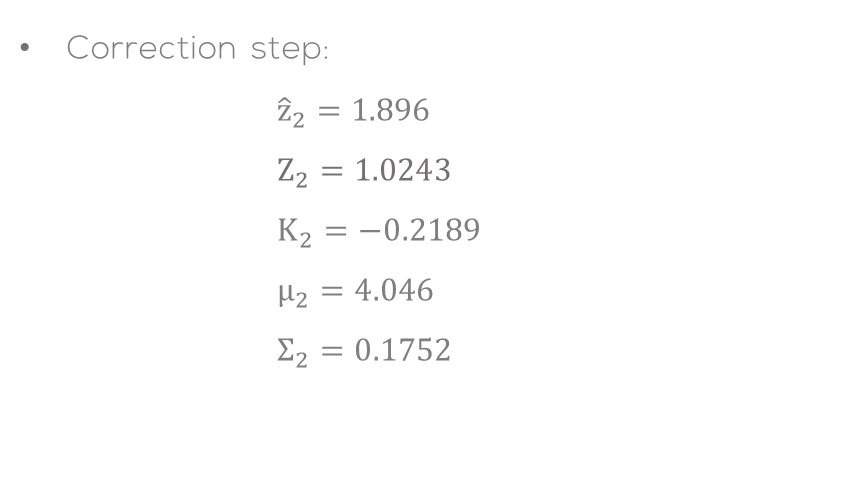 • Correction step:
ẑ₂ = 1.896
Z₂ = 1.0243
K₂ = −0.2189
μ₂ = 4.046
Σ₂ = 0.1752